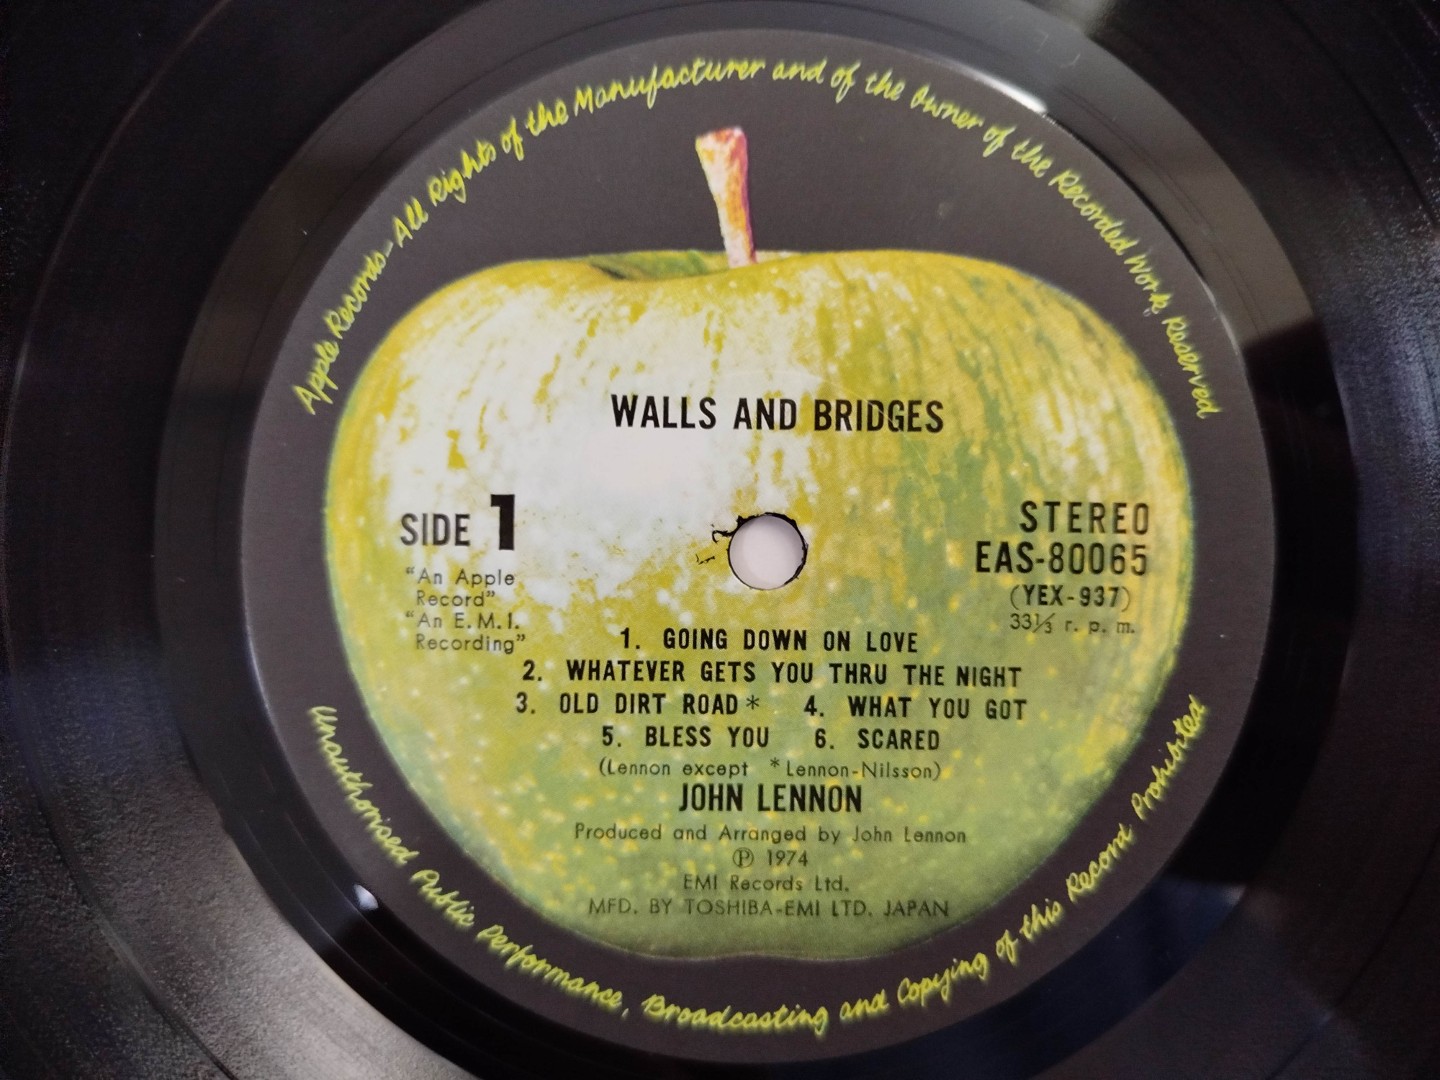 Apple Records-All Rights of the Manufacturer and of the Owner of the Recorded Work Reserved
WALLS AND BRIDGES
SIDE 1
"An Apple
Record"
"An E.M.I.
Recording"
STEREO
EAS-80065
(YEX-937)
33⅓ r. p. m.
1. GOING DOWN ON LOVE
2. WHATEVER GETS YOU THRU THE NIGHT
3. OLD DIRT ROAD* 4. WHAT YOU GOT
5. BLESS YOU 6. SCARED
(Lennon except *Lennon-Nilsson)
JOHN LENNON
Produced and Arranged by John Lennon
℗ 1974
EMI Records Ltd.
MFD. BY TOSHIBA-EMI LTD. JAPAN
Unauthorised Public Performance, Broadcasting and Copying of this Record Prohibited